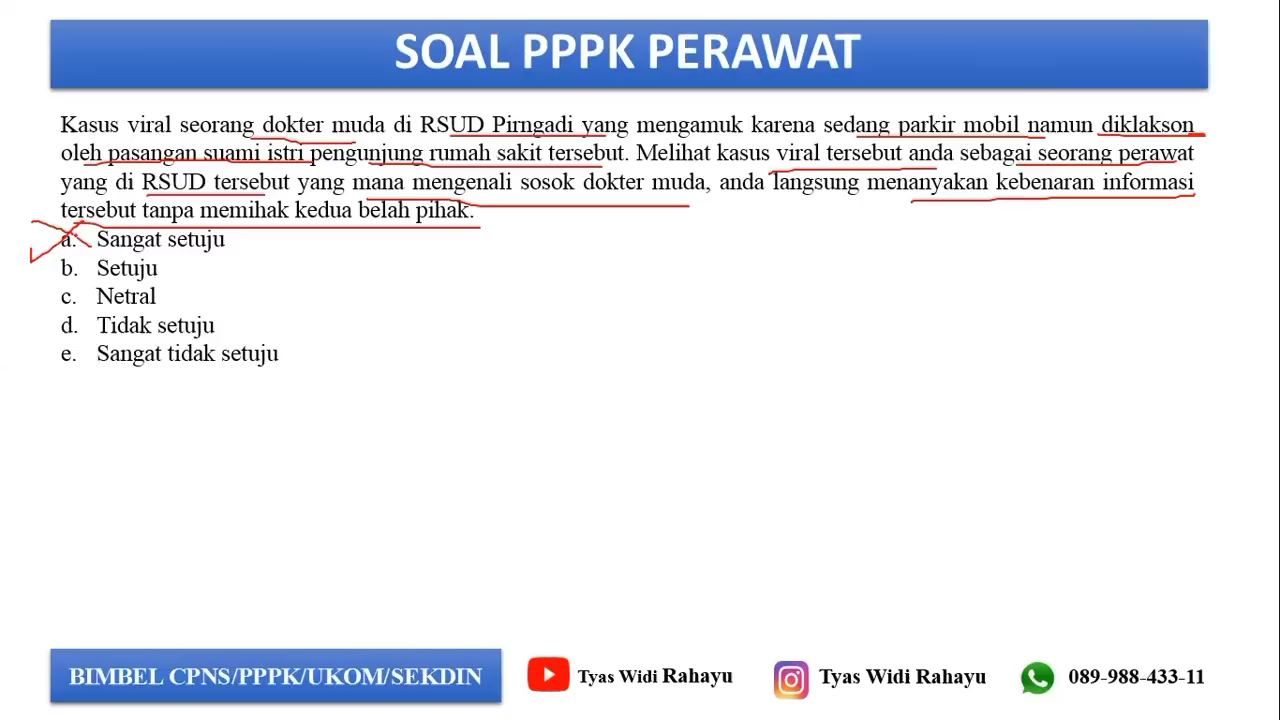 SOAL PPPK PERAWAT
Kasus viral seorang dokter muda di RSUD Pirngadi yang mengamuk karena sedang parkir mobil namun diklakson
oleh pasangan suami istri pengunjung rumah sakit tersebut. Melihat kasus viral tersebut anda sebagai seorang perawat
yang di RSUD tersebut yang mana mengenali sosok dokter muda, anda langsung menanyakan kebenaran informasi
tersebut tanpa memihak kedua belah pihak.
a. Sangat setuju
b. Setuju
c. Netral
d. Tidak setuju
e. Sangat tidak setuju
BIMBEL CPNS/PPPK/UKOM/SEKDIN
Tyas Widi Rahayu
Tyas Widi Rahayu
089-988-433-11